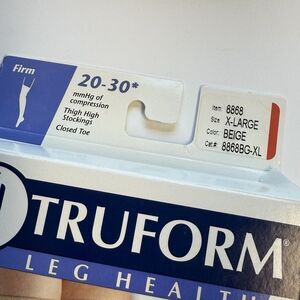 Firm
20-30*
mmHg of
compression
Thigh High
Stockings
Closed Toe
Item: 8868
Size: X-LARGE
Color: BEIGE
Cat.#: 8868BG-XL
TRUFORM®
LEG HEALTH